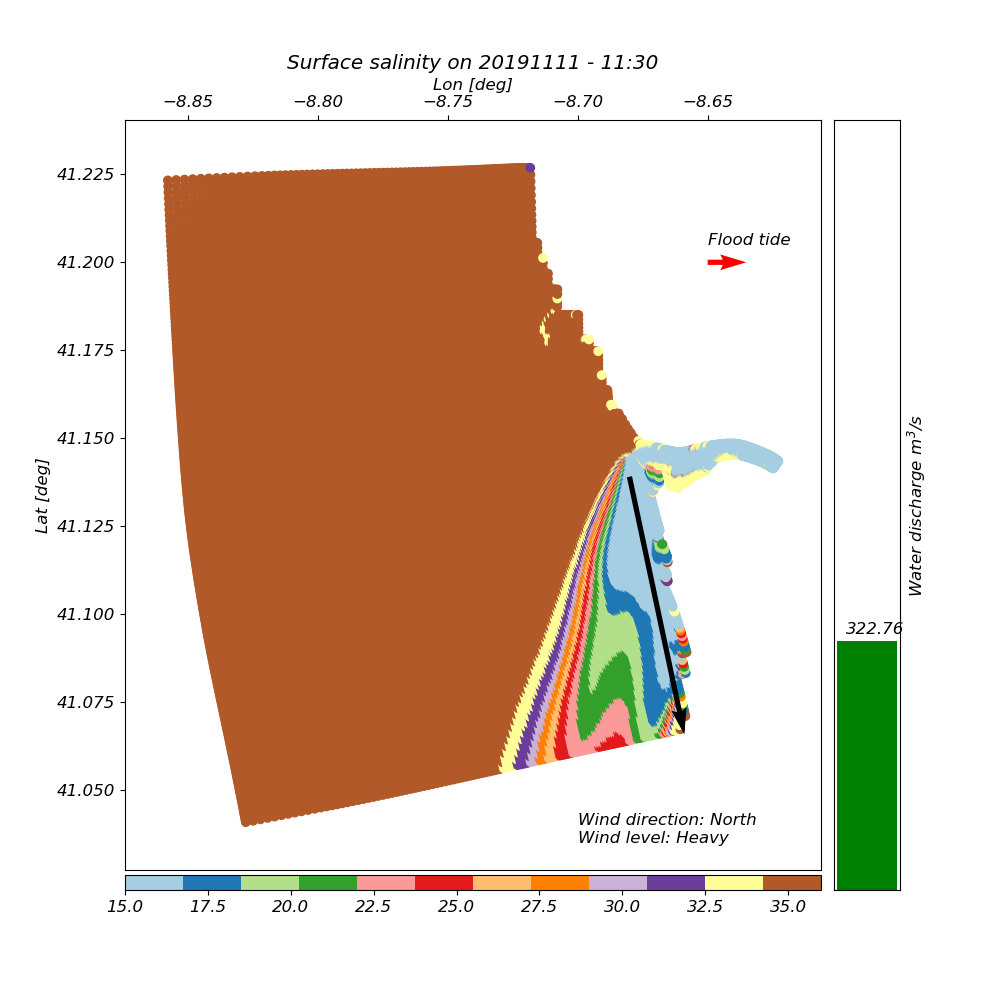 Surface salinity on 20191111 - 11:30
Lon [deg]
−8.85 −8.80 −8.75 −8.70 −8.65
41.225
41.200
41.175
41.150
41.125
41.100
41.075
41.050
Lat [deg]
Flood tide
Wind direction: North
Wind level: Heavy
322.76
Water discharge m³/s
15.0 17.5 20.0 22.5 25.0 27.5 30.0 32.5 35.0